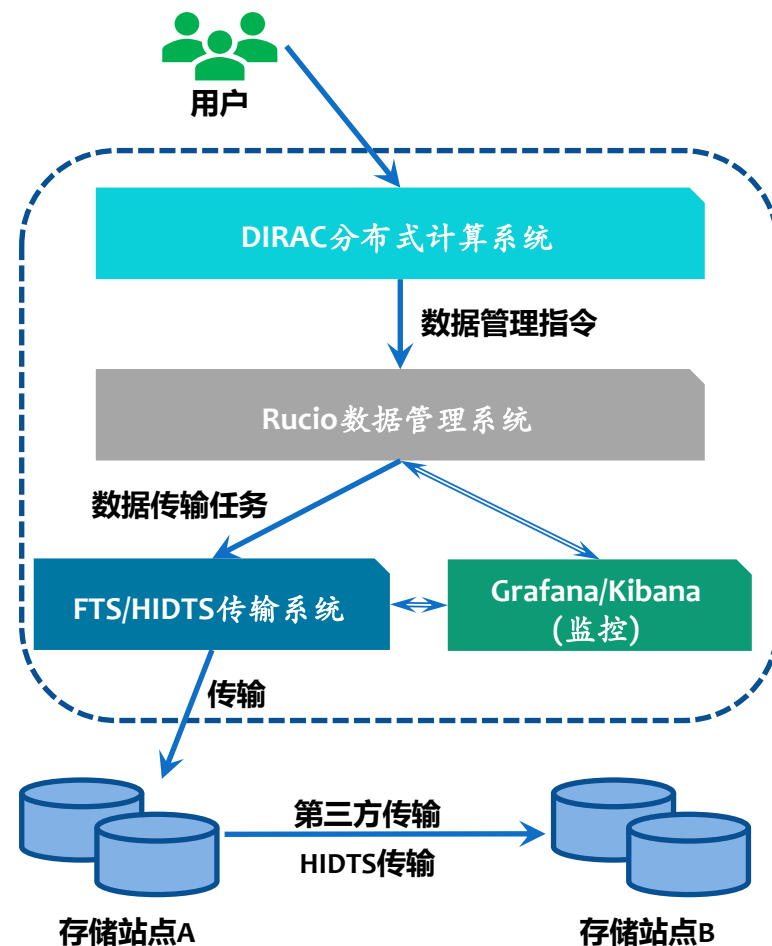 用户
DIRAC分布式计算系统
数据管理指令
Rucio数据管理系统
数据传输任务
FTS/HIDTS传输系统
Grafana/Kibana
(监控)
传输
第三方传输
HIDTS传输
存储站点A
存储站点B